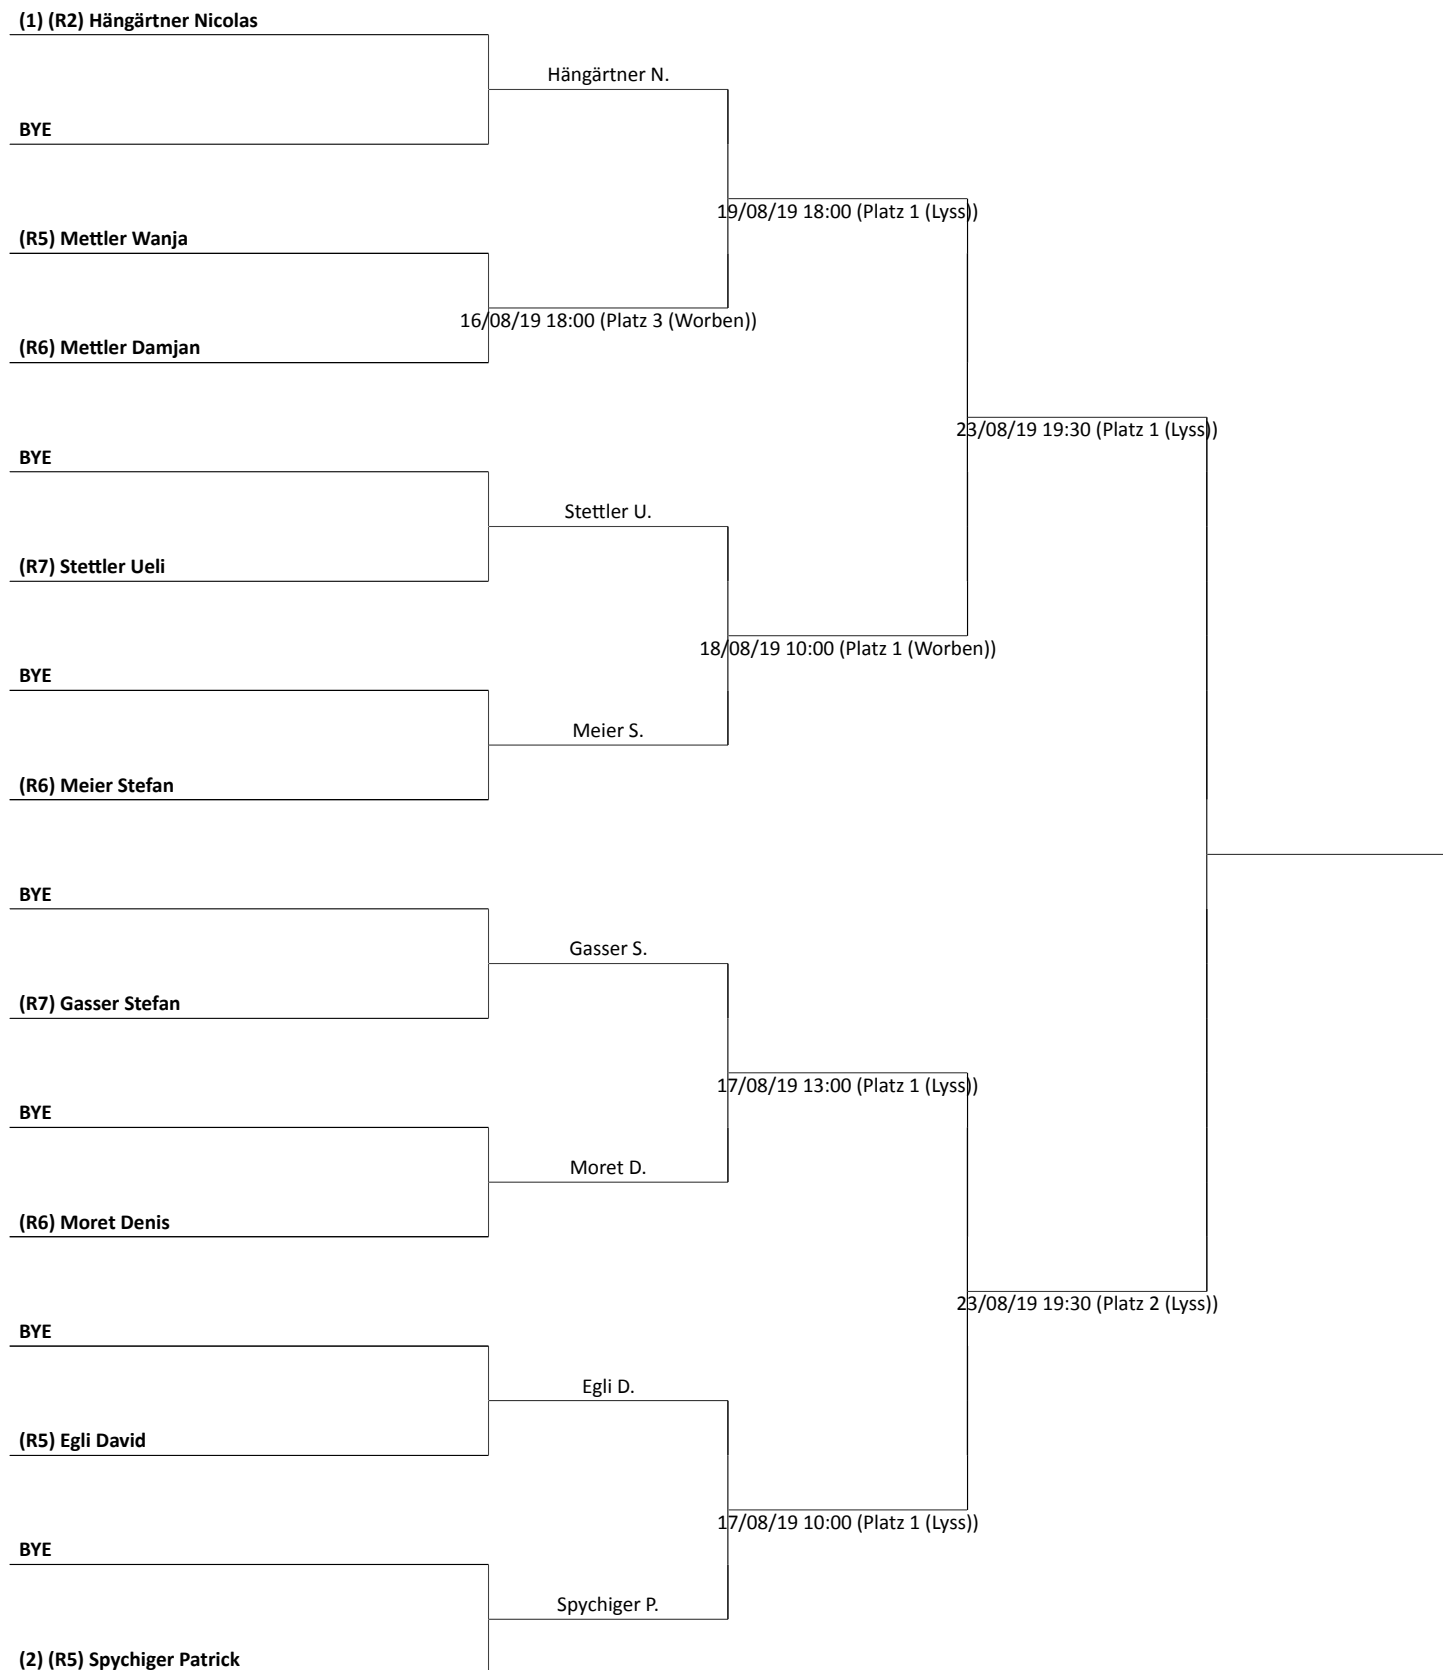 (1) (R2) Hängärtner Nicolas
Hängärtner N.
BYE
19/08/19 18:00 (Platz 1 (Lyss))
(R5) Mettler Wanja
16/08/19 18:00 (Platz 3 (Worben))
(R6) Mettler Damjan
23/08/19 19:30 (Platz 1 (Lyss))
BYE
Stettler U.
(R7) Stettler Ueli
18/08/19 10:00 (Platz 1 (Worben))
BYE
Meier S.
(R6) Meier Stefan
BYE
Gasser S.
(R7) Gasser Stefan
17/08/19 13:00 (Platz 1 (Lyss))
BYE
Moret D.
(R6) Moret Denis
23/08/19 19:30 (Platz 2 (Lyss))
BYE
Egli D.
(R5) Egli David
17/08/19 10:00 (Platz 1 (Lyss))
BYE
Spychiger P.
(2) (R5) Spychiger Patrick